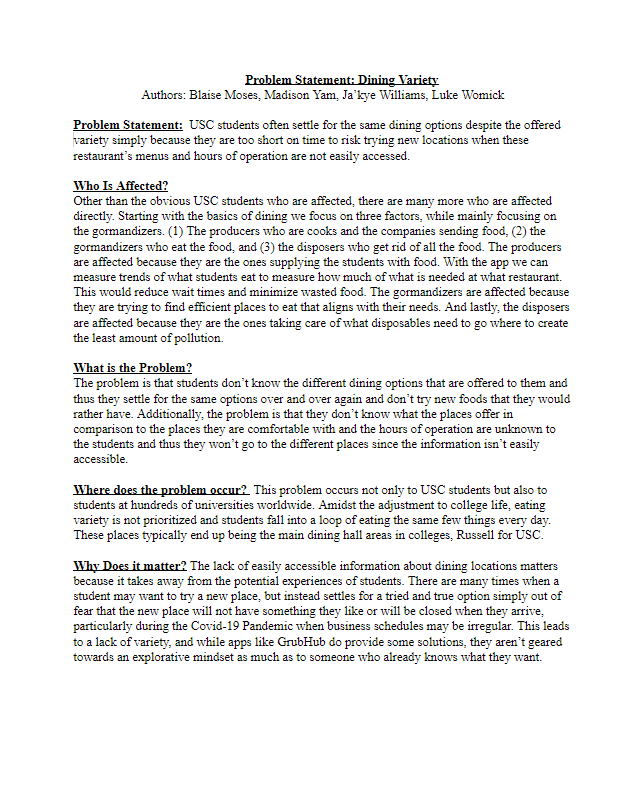 Problem Statement: Dining Variety
Authors: Blaise Moses, Madison Yam, Ja’kye Williams, Luke Womick
Problem Statement:  USC students often settle for the same dining options despite the offered
variety simply because they are too short on time to risk trying new locations when these
restaurant’s menus and hours of operation are not easily accessed.
Who Is Affected?
Other than the obvious USC students who are affected, there are many more who are affected
directly. Starting with the basics of dining we focus on three factors, while mainly focusing on
the gormandizers. (1) The producers who are cooks and the companies sending food, (2) the
gormandizers who eat the food, and (3) the disposers who get rid of all the food. The producers
are affected because they are the ones supplying the students with food. With the app we can
measure trends of what students eat to measure how much of what is needed at what restaurant.
This would reduce wait times and minimize wasted food. The gormandizers are affected because
they are trying to find efficient places to eat that aligns with their needs. And lastly, the disposers
are affected because they are the ones taking care of what disposables need to go where to create
the least amount of pollution.
What is the Problem?
The problem is that students don’t know the different dining options that are offered to them and
thus they settle for the same options over and over again and don’t try new foods that they would
rather have. Additionally, the problem is that they don’t know what the places offer in
comparison to the places they are comfortable with and the hours of operation are unknown to
the students and thus they won’t go to the different places since the information isn’t easily
accessible.
Where does the problem occur?  This problem occurs not only to USC students but also to
students at hundreds of universities worldwide. Amidst the adjustment to college life, eating
variety is not prioritized and students fall into a loop of eating the same few things every day.
These places typically end up being the main dining hall areas in colleges, Russell for USC.
Why Does it matter? The lack of easily accessible information about dining locations matters
because it takes away from the potential experiences of students. There are many times when a
student may want to try a new place, but instead settles for a tried and true option simply out of
fear that the new place will not have something they like or will be closed when they arrive,
particularly during the Covid-19 Pandemic when business schedules may be irregular. This leads
to a lack of variety, and while apps like GrubHub do provide some solutions, they aren’t geared
towards an explorative mindset as much as to someone who already knows what they want.